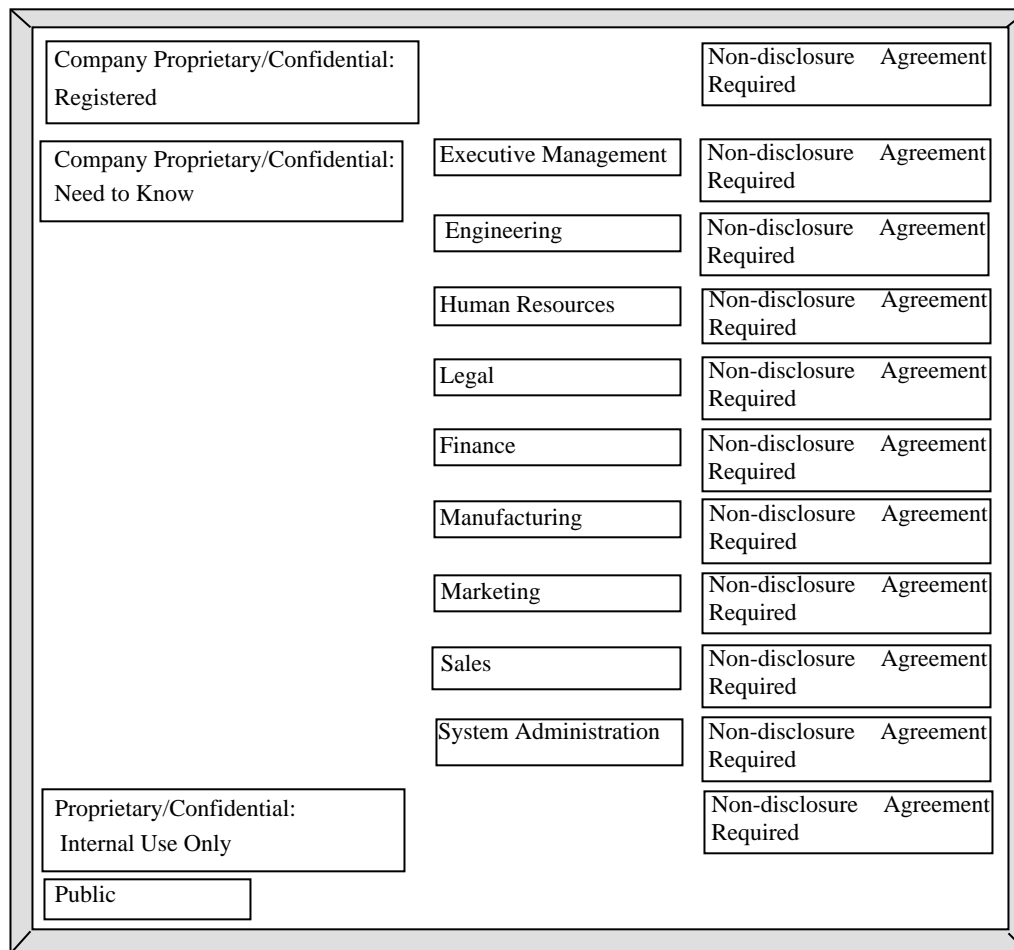 Company Proprietary/Confidential:
Registered
Non-disclosure Agreement
Required
Company Proprietary/Confidential:
Need to Know
Executive Management
Non-disclosure Agreement
Required
Engineering
Non-disclosure Agreement
Required
Human Resources
Non-disclosure Agreement
Required
Legal
Non-disclosure Agreement
Required
Finance
Non-disclosure Agreement
Required
Manufacturing
Non-disclosure Agreement
Required
Marketing
Non-disclosure Agreement
Required
Sales
Non-disclosure Agreement
Required
System Administration
Non-disclosure Agreement
Required
Proprietary/Confidential:
Internal Use Only
Non-disclosure Agreement
Required
Public